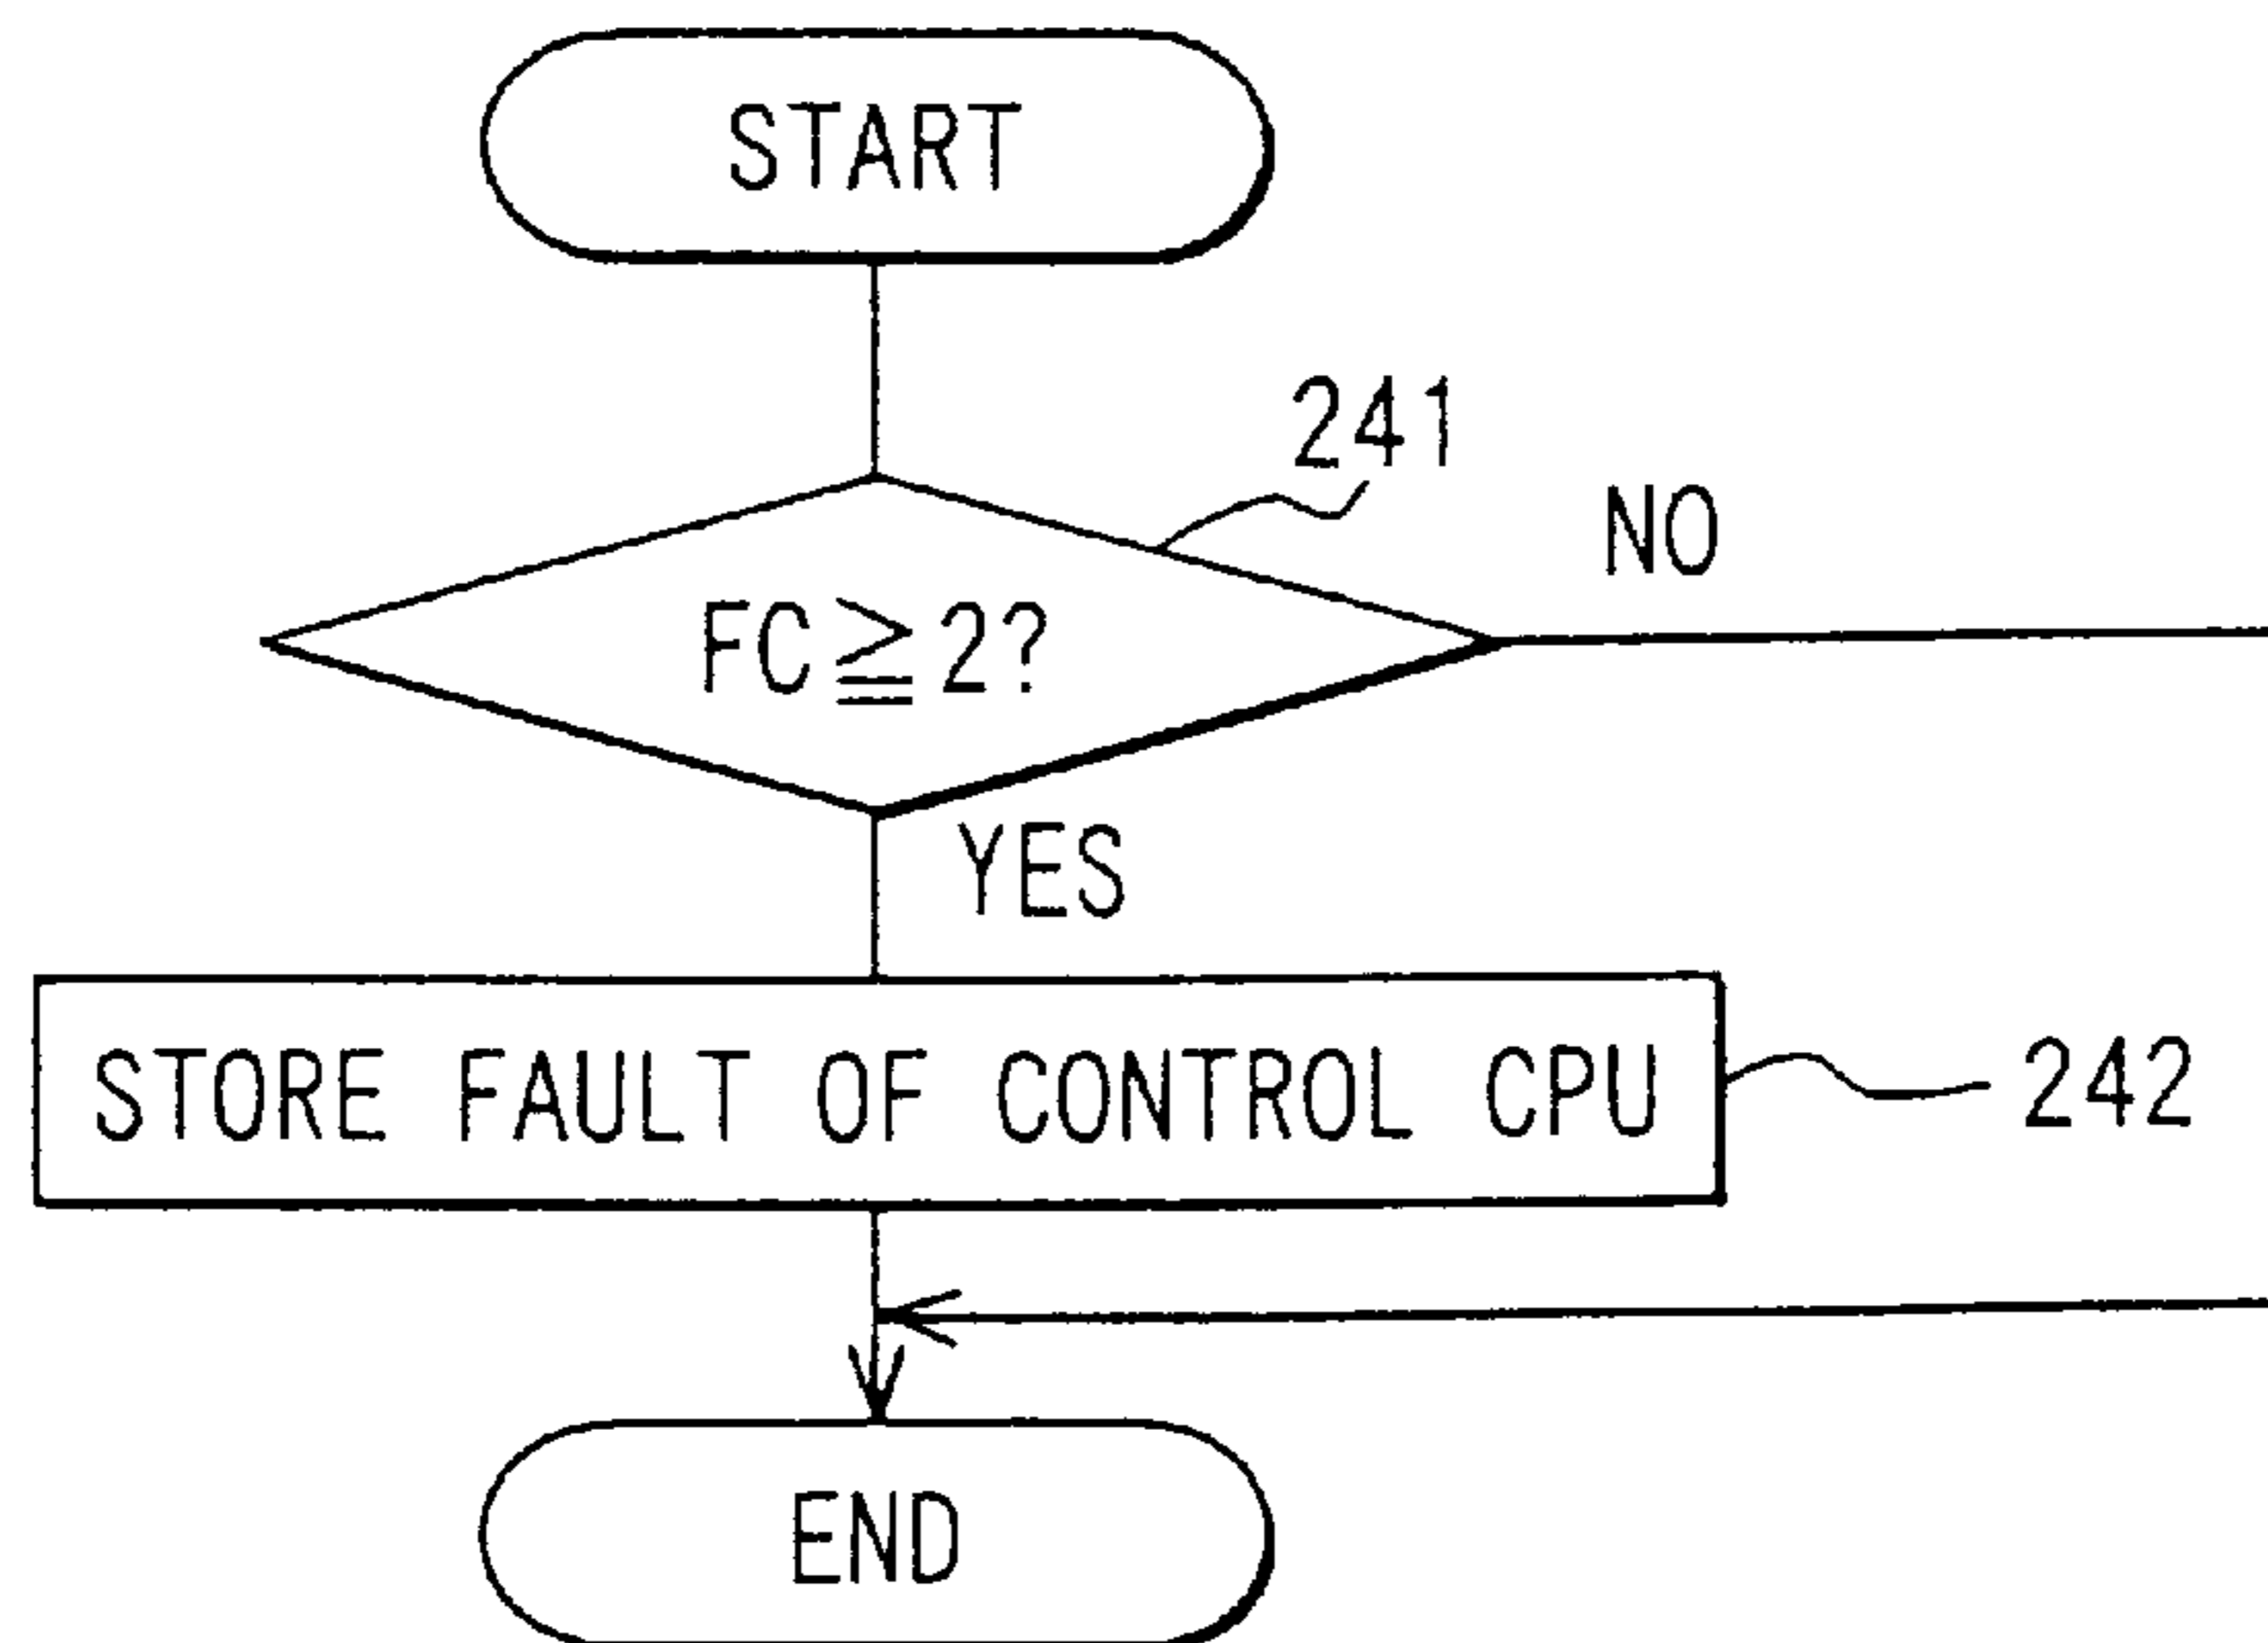 START
241
NO
FC≧2?
YES
STORE FAULT OF CONTROL CPU
242
END